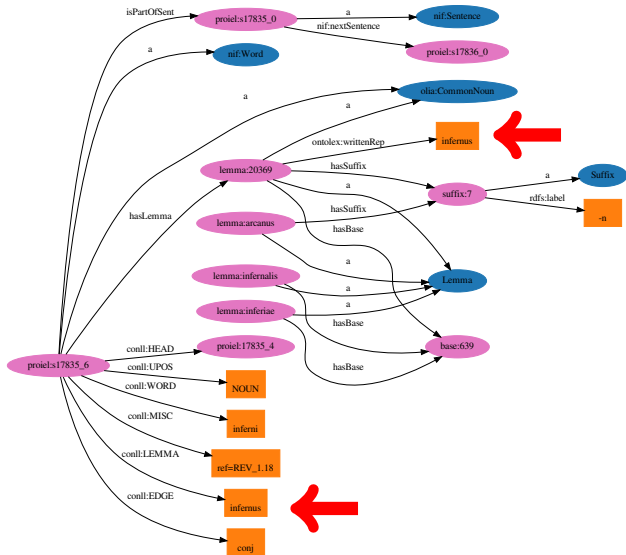 isPartOfSent
proiel:s17835_0
a
nif:Sentence
nif:nextSentence
proiel:s17836_0
a
nif:Word
a
olia:CommonNoun
a
ontolex:writtenRep
infernus
lemma:20369
hasSuffix
a
suffix:7
a
Suffix
rdfs:label
-n
hasLemma
lemma:arcanus
hasSuffix
hasBase
a
lemma:infernalis
a
Lemma
a
lemma:inferiae
hasBase
base:639
hasBase
proiel:s17835_6
conll:HEAD
proiel:17835_4
conll:UPOS
NOUN
conll:WORD
inferni
conll:MISC
ref=REV_1.18
conll:LEMMA
infernus
conll:EDGE
conj